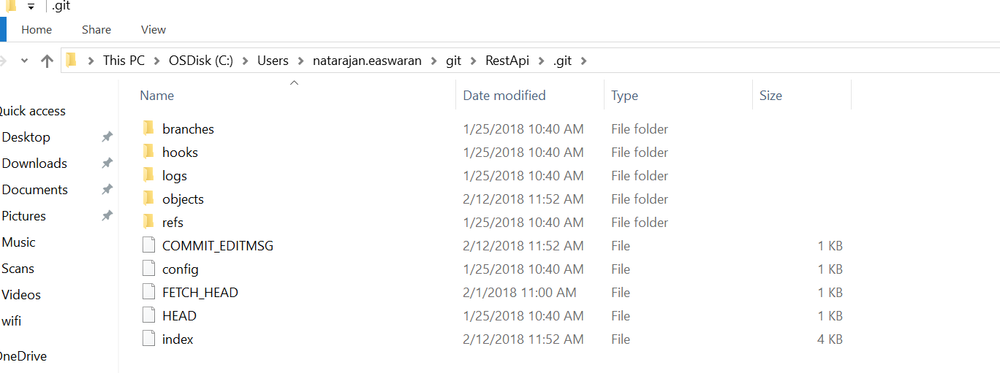 .git
Home Share View
This PC OSDisk (C:) Users natarajan.easwaran git RestApi .git
Name Date modified Type Size
Quick access
Desktop
Downloads
Documents
Pictures
Music
Scans
Videos
wifi
OneDrive
branches 1/25/2018 10:40 AM File folder
hooks 1/25/2018 10:40 AM File folder
logs 1/25/2018 10:40 AM File folder
objects 2/12/2018 11:52 AM File folder
refs 1/25/2018 10:40 AM File folder
COMMIT_EDITMSG 2/12/2018 11:52 AM File 1 KB
config 1/25/2018 10:40 AM File 1 KB
FETCH_HEAD 2/1/2018 11:00 AM File 1 KB
HEAD 1/25/2018 10:40 AM File 1 KB
index 2/12/2018 11:52 AM File 4 KB